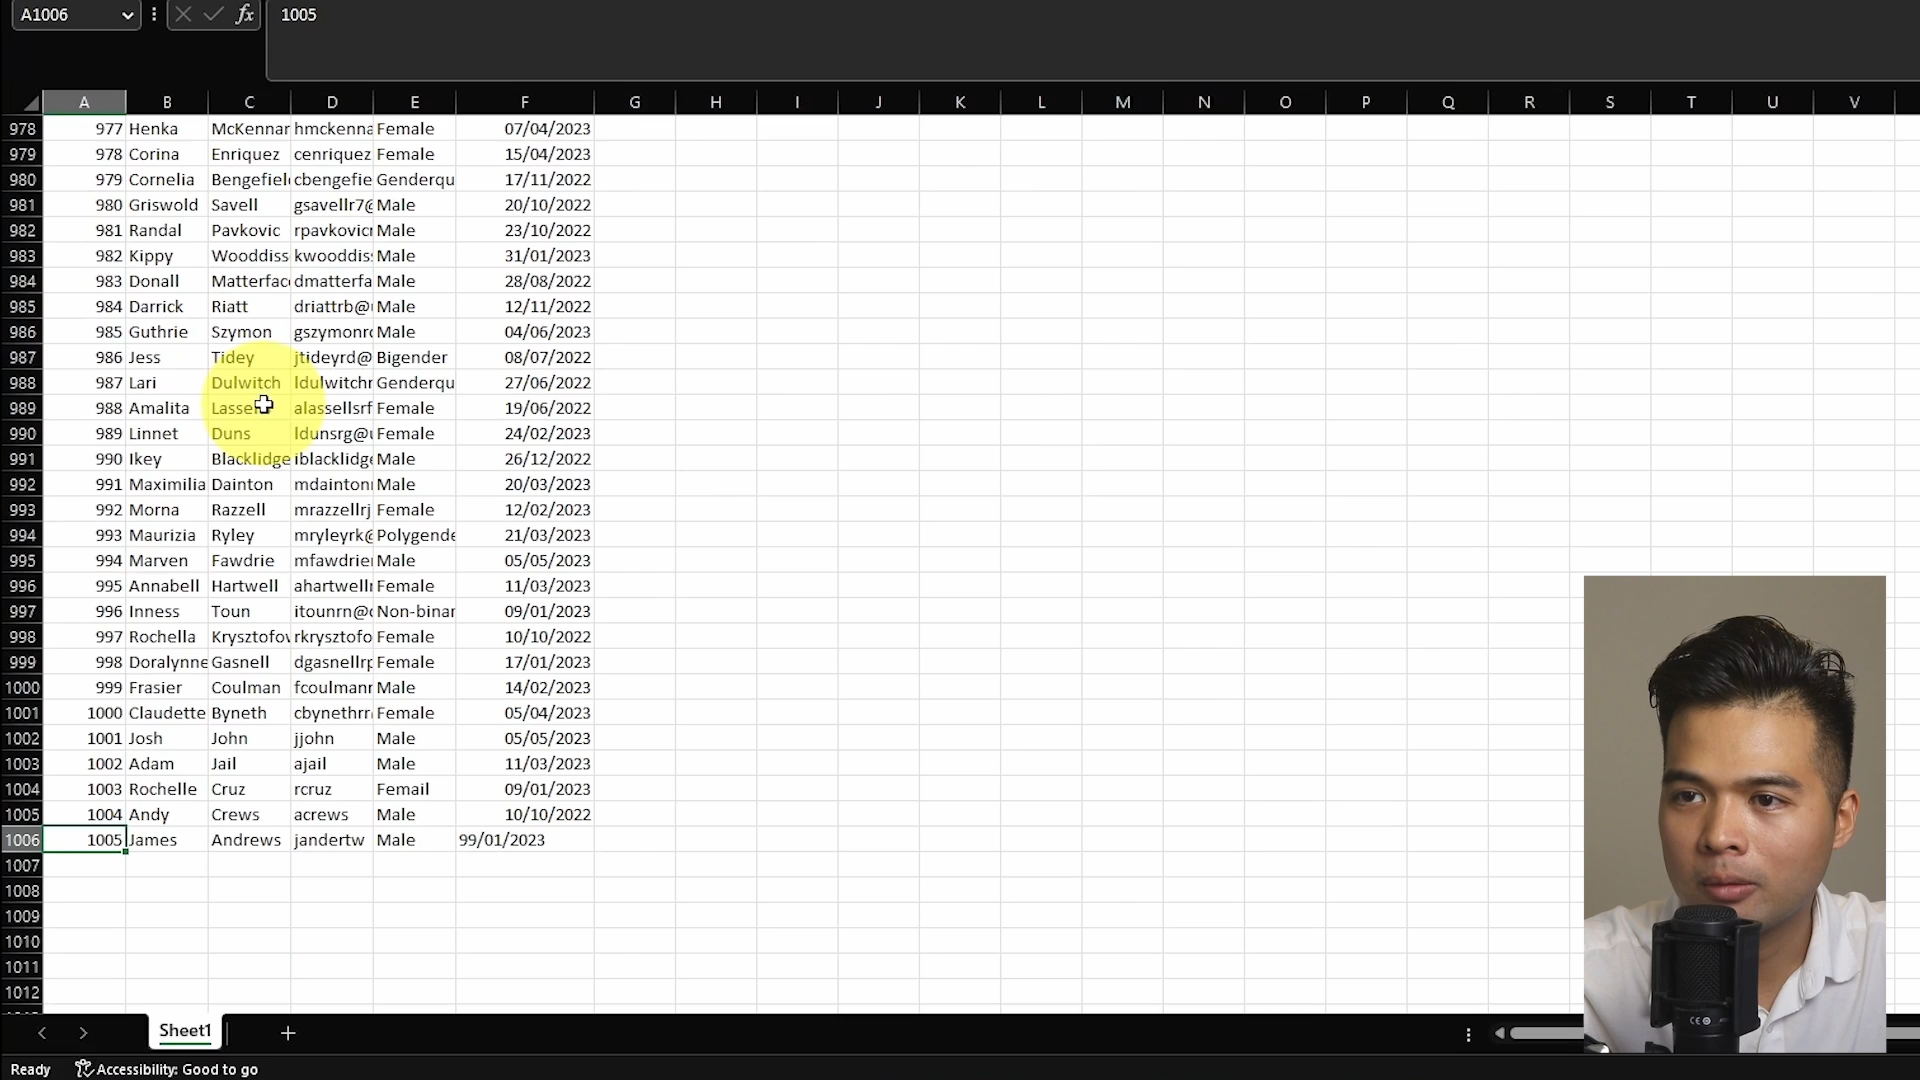 A1006 fx 1005
A B C D E F G H I J K L M N O P Q R S T U V
978 977 Henka McKennar hmckenna Female 07/04/2023
979 978 Corina Enriquez cenriquez Female 15/04/2023
980 979 Cornelia Bengefiel cbengefie Genderqu 17/11/2022
981 980 Griswold Savell gsavellr7@ Male 20/10/2022
982 981 Randal Pavkovic rpavkovic Male 23/10/2022
983 982 Kippy Wooddiss kwooddis Male 31/01/2023
984 983 Donall Matterfac dmatterfa Male 28/08/2022
985 984 Darrick Riatt driattrb@ Male 12/11/2022
986 985 Guthrie Szymon gszymonr Male 04/06/2023
987 986 Jess Tidey jtideyrd@ Bigender 08/07/2022
988 987 Lari Dulwitch ldulwitchr Genderqu 27/06/2022
989 988 Amalita alassellsrf Female 19/06/2022
990 989 Linnet Duns ldunsrg@ Female 24/02/2023
991 990 Ikey Blacklidge iblacklidge Male 26/12/2022
992 991 Maximilia Dainton mdainton Male 20/03/2023
993 992 Morna Razzell mrazzellrj Female 12/02/2023
994 993 Maurizia Ryley mryleyrk@ Polygende 21/03/2023
995 994 Marven Fawdrie mfawdrie Male 05/05/2023
996 995 Annabell Hartwell ahartwell Female 11/03/2023
997 996 Inness Toun itounrn@ Non-binar 09/01/2023
998 997 Rochella Krysztofov rkrysztofo Female 10/10/2022
999 998 Doralynne Gasnell dgasnellrp Female 17/01/2023
1000 999 Frasier Coulman fcoulmanr Male 14/02/2023
1001 1000 Claudette Byneth cbynethrr Female 05/04/2023
1002 1001 Josh John jjohn Male 05/05/2023
1003 1002 Adam Jail ajail Male 11/03/2023
1004 1003 Rochelle Cruz rcruz Femail 09/01/2023
1005 1004 Andy Crews acrews Male 10/10/2022
1006 1005 James Andrews jandertw Male 99/01/2023
1007
1008
1009
1010
1011
1012
Sheet1
Ready Accessibility: Good to go